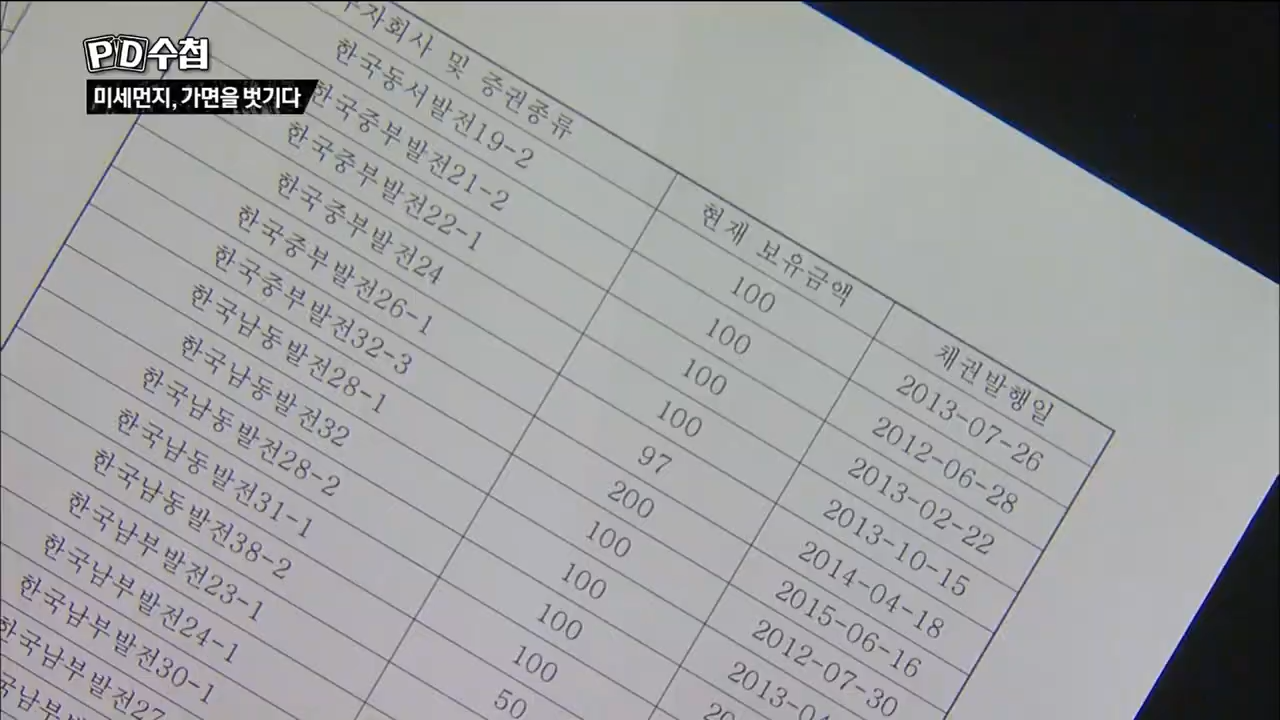 PD수첩
미세먼지, 가면을 벗기다
투자회사 및 증권종류 현재 보유금액 채권발행일
한국동서발전19-2 100 2013-07-26
한국중부발전21-2 100 2012-06-28
한국중부발전22-1 100 2013-02-22
한국중부발전24 100 2013-10-15
한국중부발전26-1 97 2014-04-18
한국중부발전32-3 200 2015-06-16
한국남동발전28-1 100 2012-07-30
한국남동발전32 100 2013-04
한국남동발전28-2 100 20
한국남동발전31-1 100
한국남동발전38-2 50
한국남부발전23-1
한국남부발전24-1
한국남부발전30-1
한국남부발전27